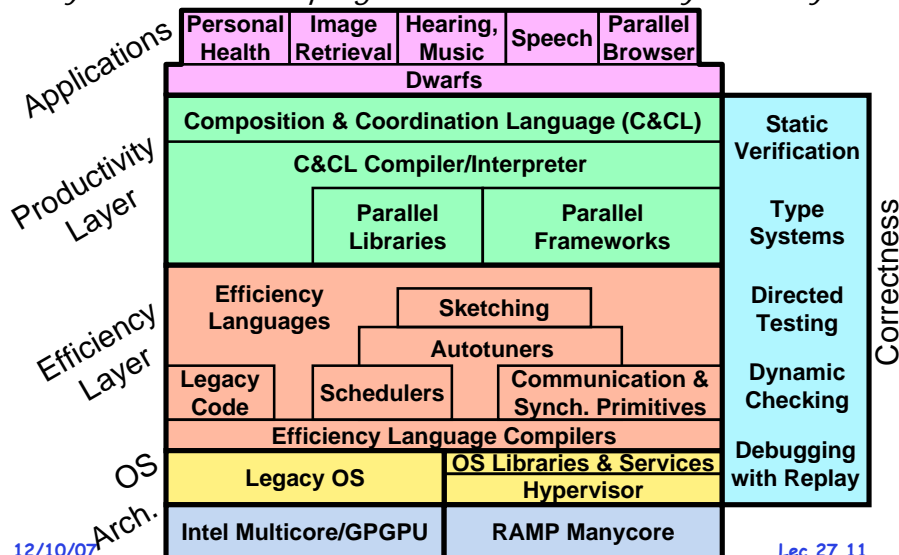 Applications
Personal Health
Image Retrieval
Hearing, Music
Speech
Parallel Browser
Dwarfs
Productivity Layer
Composition & Coordination Language (C&CL)
C&CL Compiler/Interpreter
Parallel Libraries
Parallel Frameworks
Efficiency Layer
Efficiency Languages
Sketching
Autotuners
Legacy Code
Schedulers
Communication & Synch. Primitives
Efficiency Language Compilers
OS
Legacy OS
OS Libraries & Services
Hypervisor
Arch.
Intel Multicore/GPGPU
RAMP Manycore
Static Verification
Type Systems
Directed Testing
Dynamic Checking
Debugging with Replay
Correctness
12/10/07
Lec 27.11